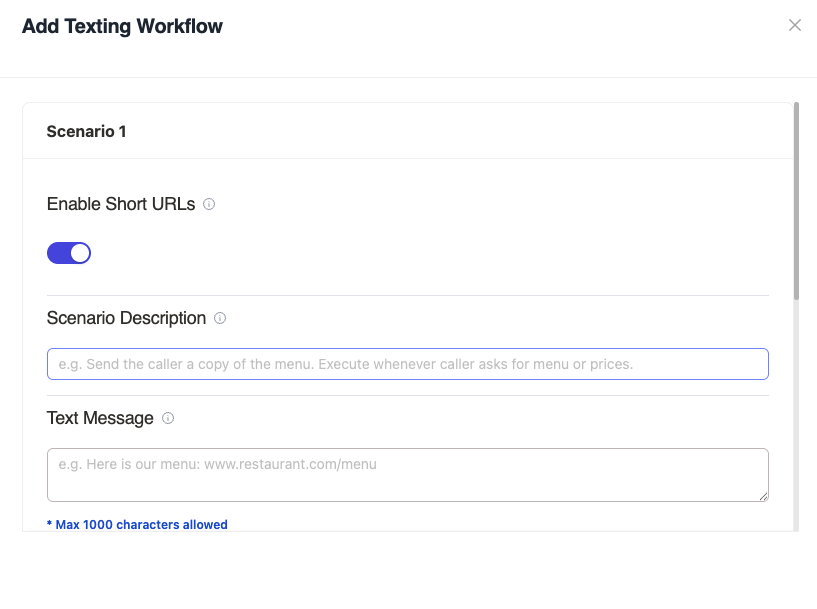 Add Texting Workflow
Scenario 1
Enable Short URLs
Scenario Description
e.g. Send the caller a copy of the menu. Execute whenever caller asks for menu or prices.
Text Message
e.g. Here is our menu: www.restaurant.com/menu
* Max 1000 characters allowed